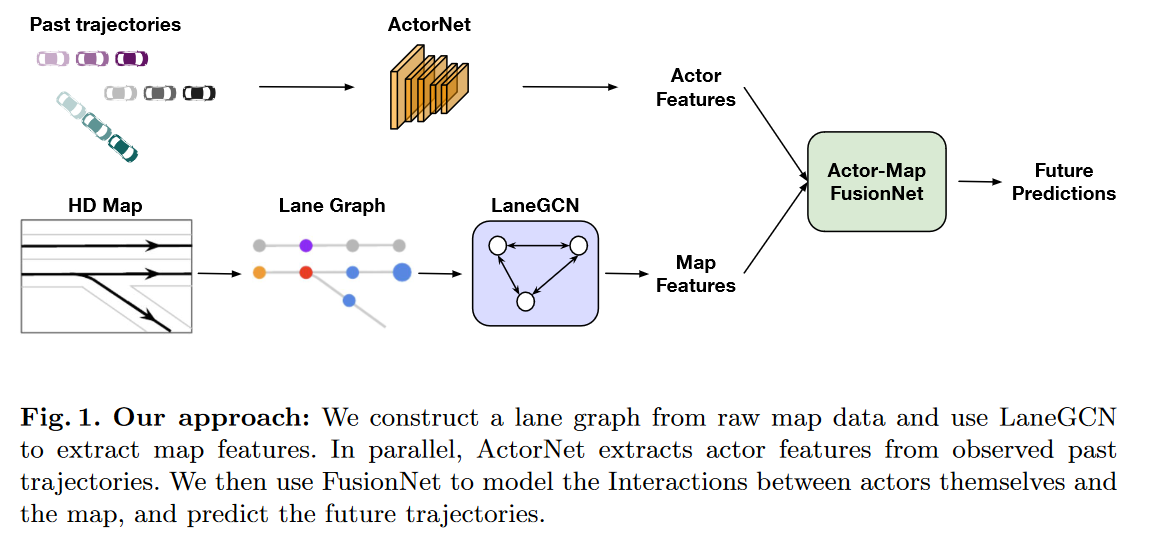 Past trajectories
ActorNet
Actor
Features
HD Map
Lane Graph
LaneGCN
Map
Features
Actor-Map
FusionNet
Future
Predictions
Fig. 1. Our approach: We construct a lane graph from raw map data and use LaneGCN
to extract map features. In parallel, ActorNet extracts actor features from observed past
trajectories. We then use FusionNet to model the Interactions between actors themselves and
the map, and predict the future trajectories.